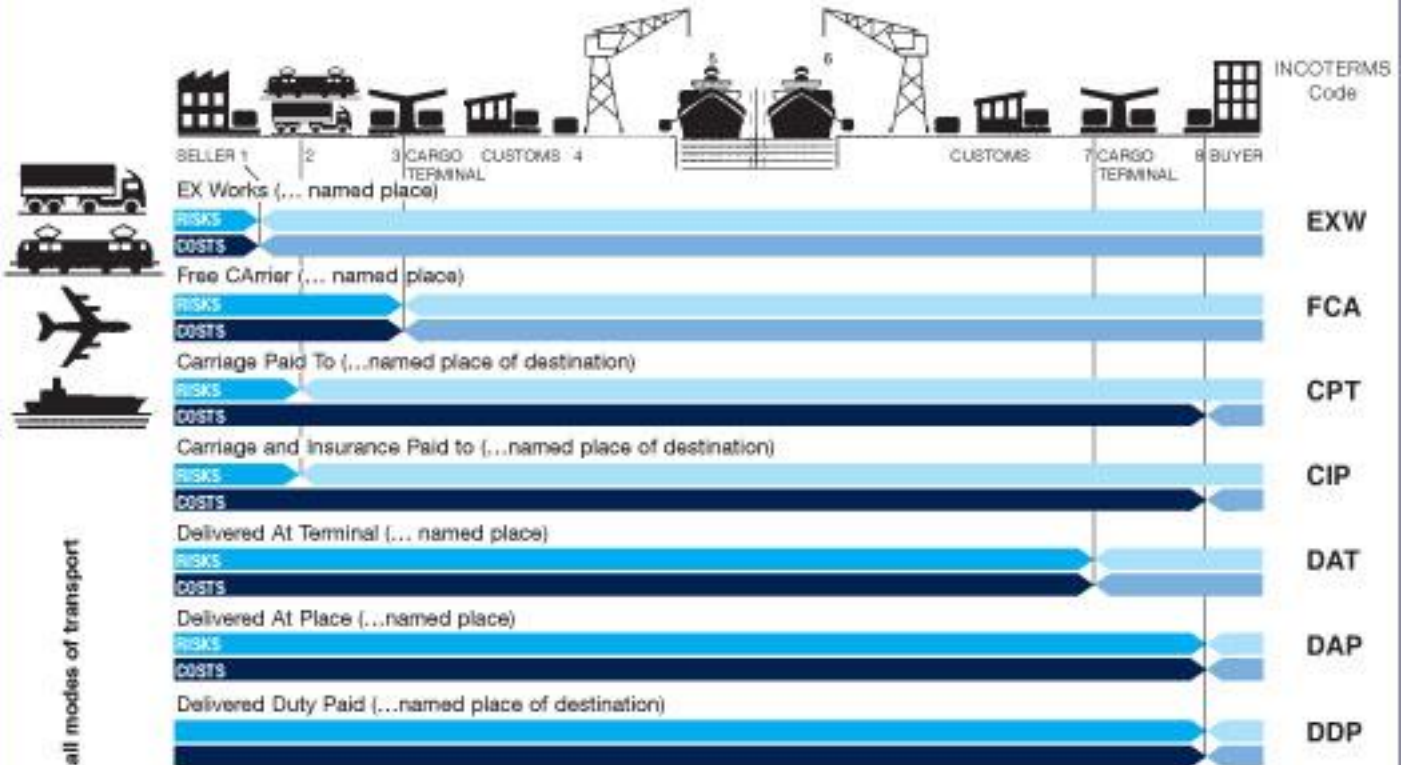 5 6
INCOTERMS
Code
SELLER 1 2 3 CARGO TERMINAL CUSTOMS 4 CUSTOMS 7 CARGO TERMINAL 8 BUYER
EX Works (... named place)
RISKS
COSTS
EXW
Free CArrier (... named place)
RISKS
COSTS
FCA
Carriage Paid To (...named place of destination)
RISKS
COSTS
CPT
Carriage and Insurance Paid to (...named place of destination)
RISKS
COSTS
CIP
Delivered At Terminal (... named place)
RISKS
COSTS
DAT
Delivered At Place (...named place)
RISKS
COSTS
DAP
Delivered Duty Paid (...named place of destination)
DDP
all modes of transport